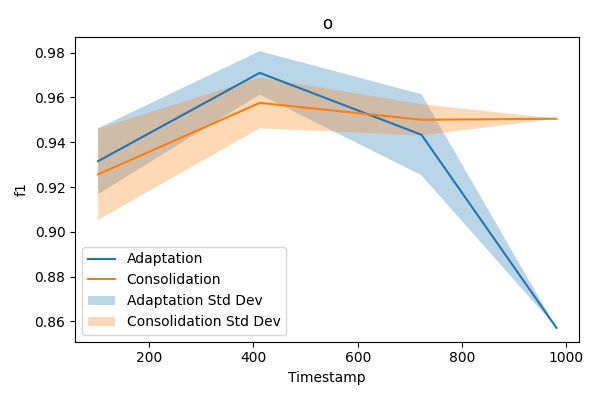 o
0.98
0.96
0.94
0.92
0.90
0.88
0.86
f1
Adaptation
Consolidation
Adaptation Std Dev
Consolidation Std Dev
200
400
600
800
1000
Timestamp